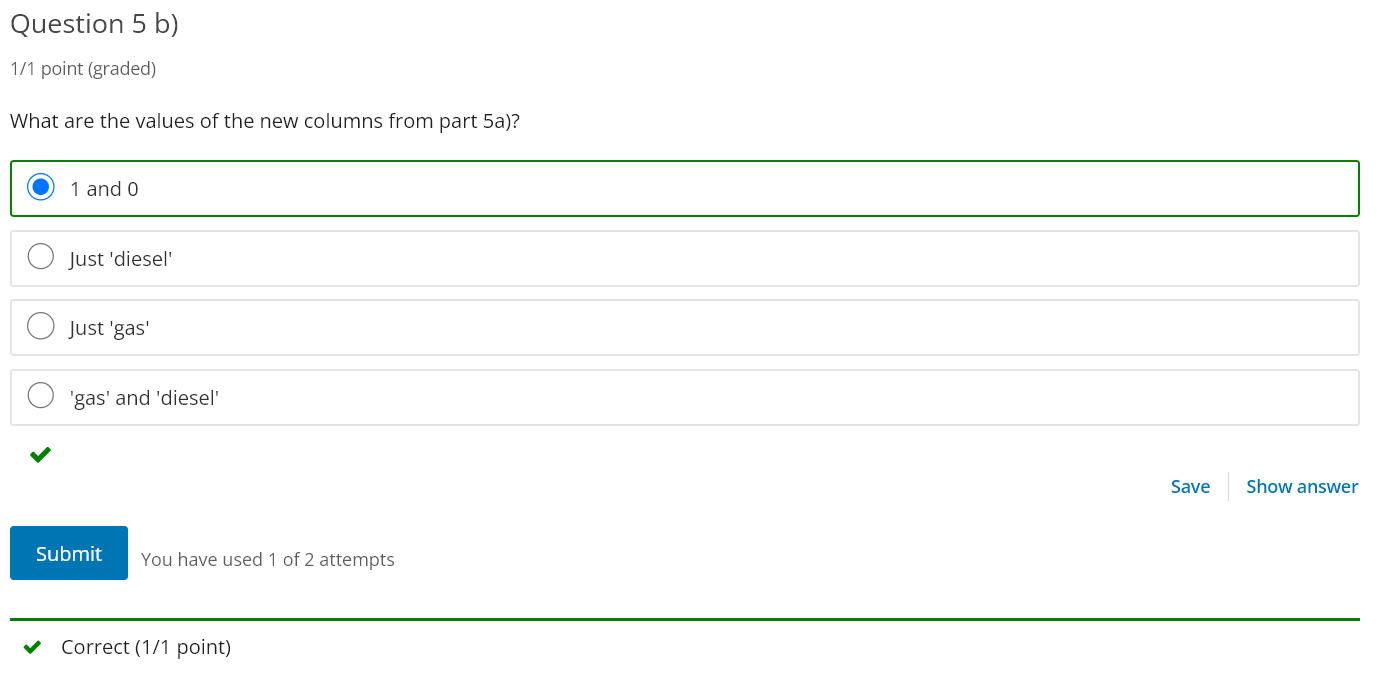 Question 5 b)
1/1 point (graded)
What are the values of the new columns from part 5a)?
1 and 0
Just 'diesel'
Just 'gas'
'gas' and 'diesel'
Save
Show answer
Submit
You have used 1 of 2 attempts
Correct (1/1 point)